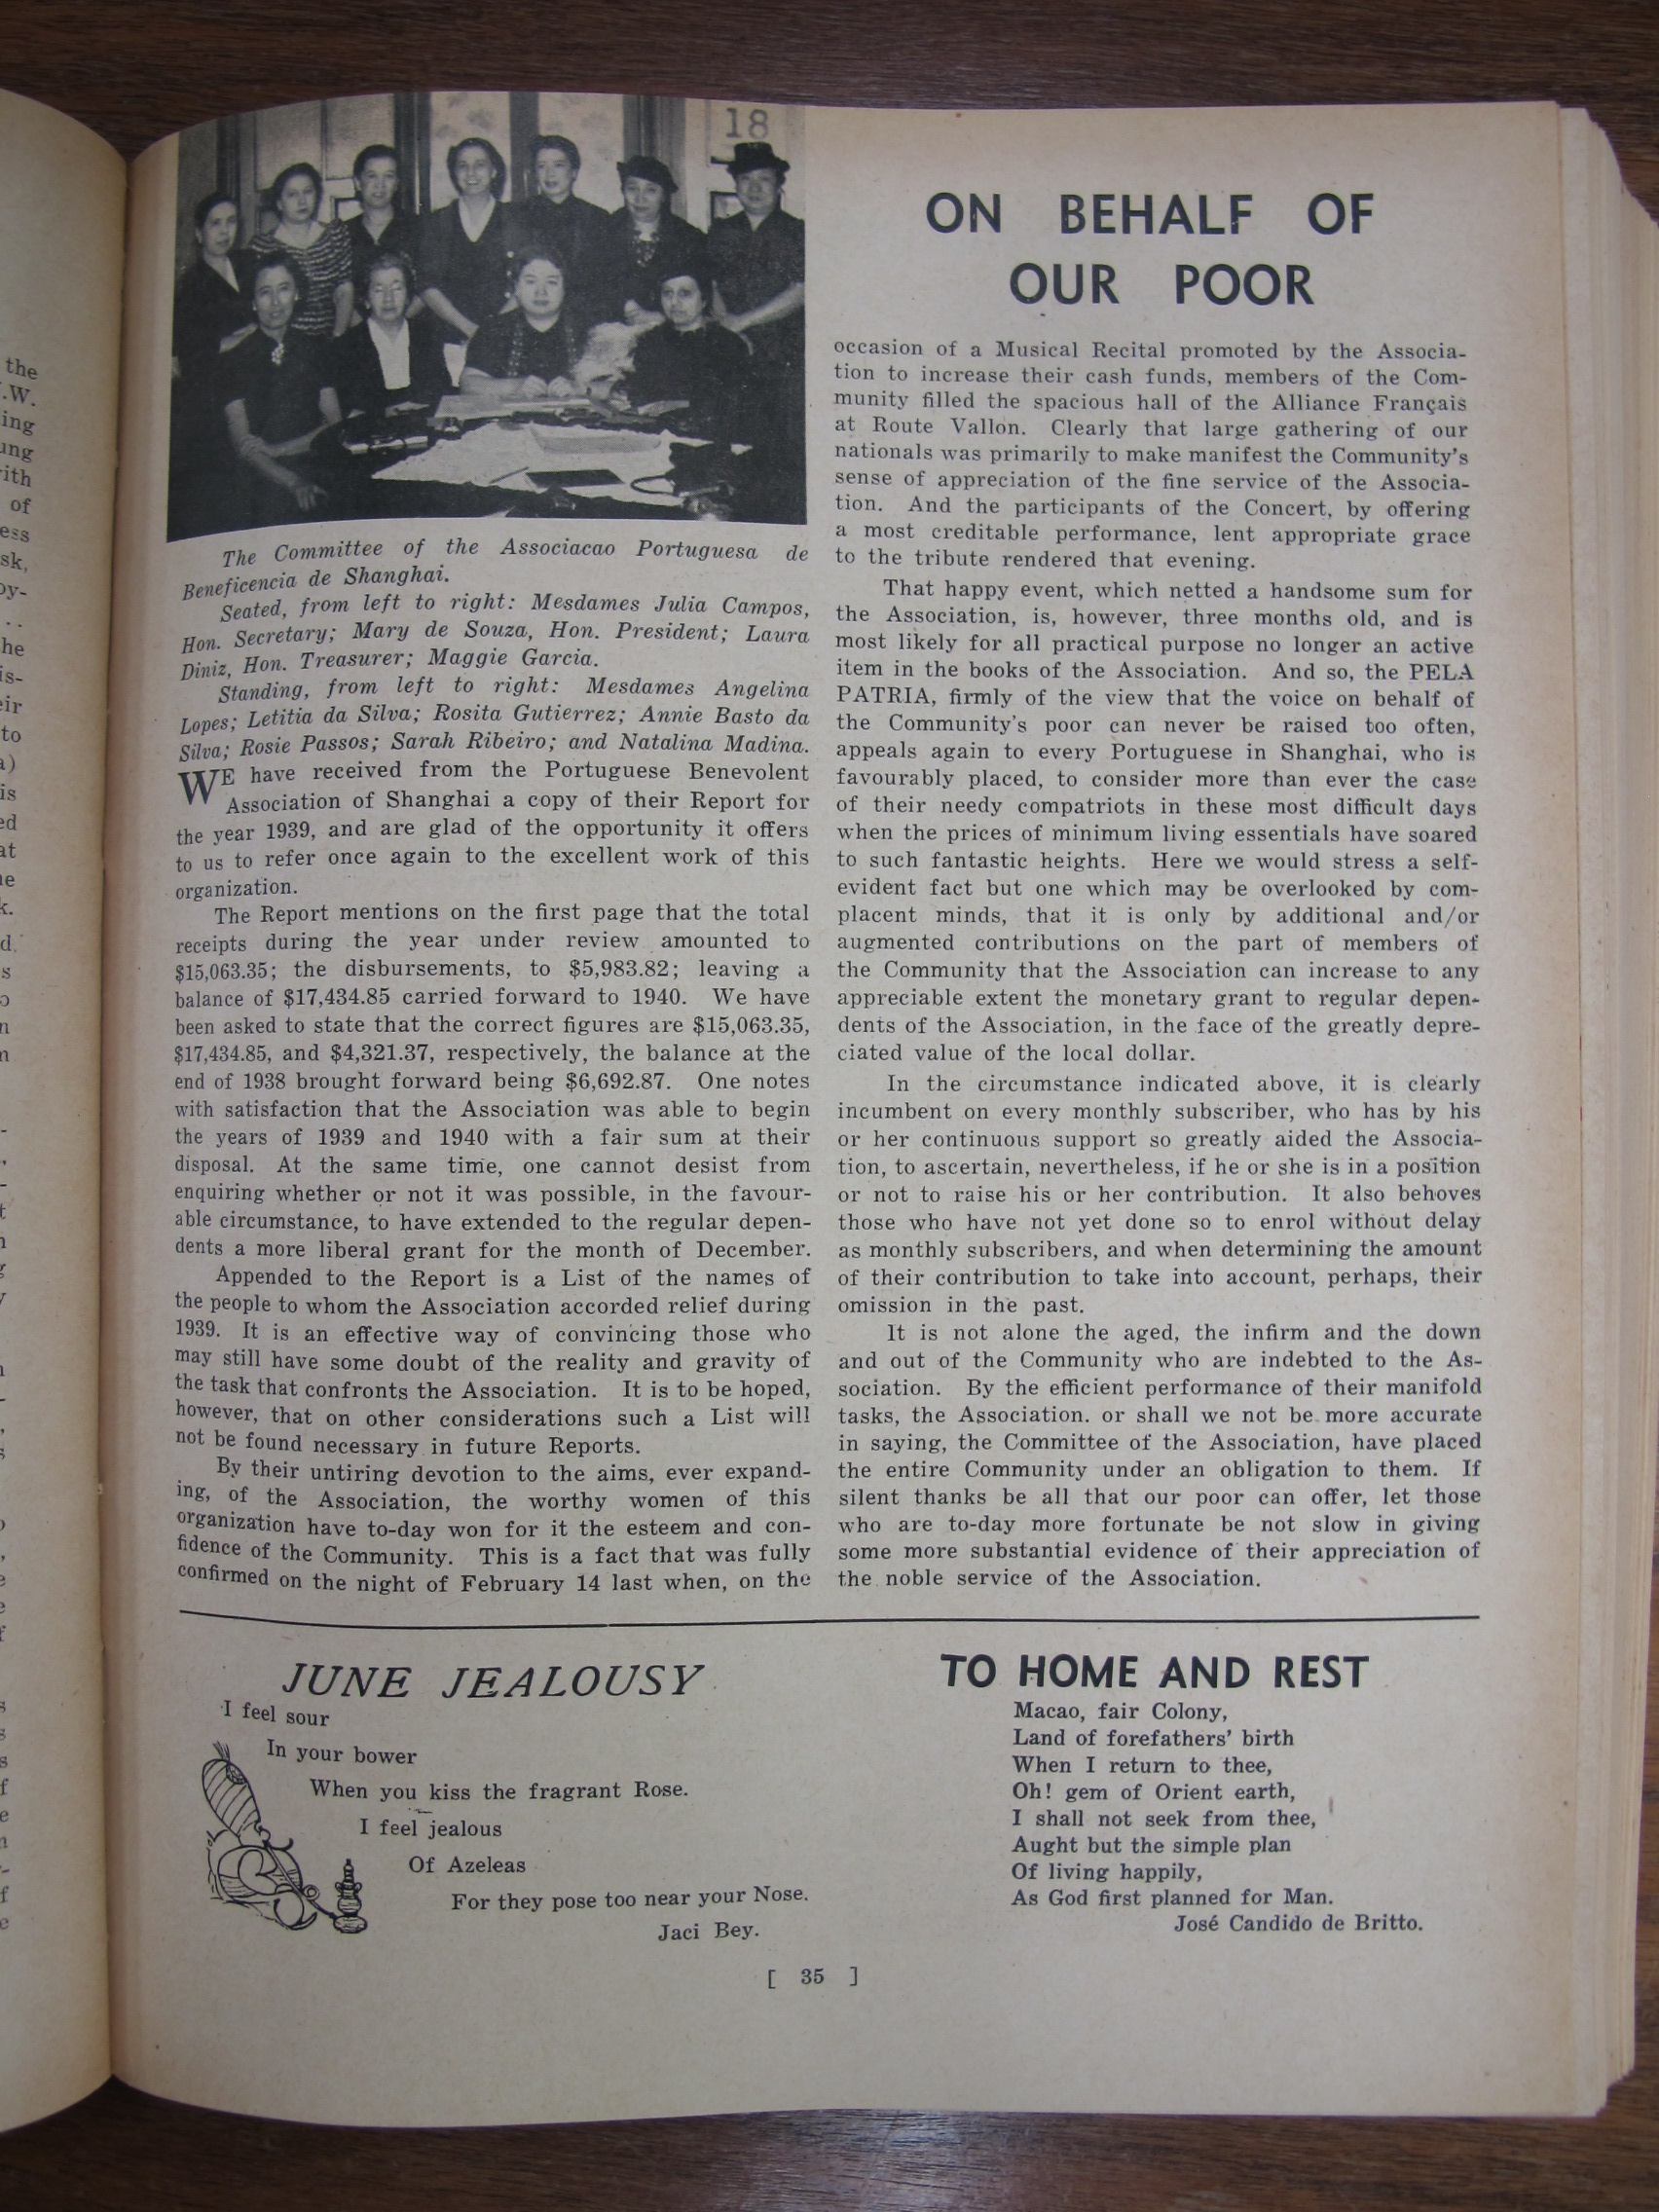 18
The Committee of the Associacao Portuguesa de
Beneficencia de Shanghai.
Seated, from left to right: Mesdames Julia Campos,
Hon. Secretary; Mary de Souza, Hon. President; Laura
Diniz, Hon. Treasurer; Maggie Garcia.
Standing, from left to right: Mesdames Angelina
Lopes; Letitia da Silva; Rosita Gutierrez; Annie Basto da
Silva; Rosie Passos; Sarah Ribeiro; and Natalina Madina.
WE have received from the Portuguese Benevolent
Association of Shanghai a copy of their Report for
the year 1939, and are glad of the opportunity it offers
to us to refer once again to the excellent work of this
organization.
The Report mentions on the first page that the total
receipts during the year under review amounted to
$15,063.35; the disbursements, to $5,983.82; leaving a
balance of $17,434.85 carried forward to 1940. We have
been asked to state that the correct figures are $15,063.35,
$17,434.85, and $4,321.37, respectively, the balance at the
end of 1938 brought forward being $6,692.87. One notes
with satisfaction that the Association was able to begin
the years of 1939 and 1940 with a fair sum at their
disposal. At the same time, one cannot desist from
enquiring whether or not it was possible, in the favour-
able circumstance, to have extended to the regular depen-
dents a more liberal grant for the month of December.
Appended to the Report is a List of the names of
the people to whom the Association accorded relief during
1939. It is an effective way of convincing those who
may still have some doubt of the reality and gravity of
the task that confronts the Association. It is to be hoped,
however, that on other considerations such a List will
not be found necessary in future Reports.
By their untiring devotion to the aims, ever expand-
ing, of the Association, the worthy women of this
organization have to-day won for it the esteem and con-
fidence of the Community. This is a fact that was fully
confirmed on the night of February 14 last when, on the
ON BEHALF OF
OUR POOR
occasion of a Musical Recital promoted by the Associa-
tion to increase their cash funds, members of the Com-
munity filled the spacious hall of the Alliance Français
at Route Vallon. Clearly that large gathering of our
nationals was primarily to make manifest the Community's
sense of appreciation of the fine service of the Associa-
tion. And the participants of the Concert, by offering
a most creditable performance, lent appropriate grace
to the tribute rendered that evening.
That happy event, which netted a handsome sum for
the Association, is, however, three months old, and is
most likely for all practical purpose no longer an active
item in the books of the Association. And so, the PELA
PATRIA, firmly of the view that the voice on behalf of
the Community's poor can never be raised too often,
appeals again to every Portuguese in Shanghai, who is
favourably placed, to consider more than ever the case
of their needy compatriots in these most difficult days
when the prices of minimum living essentials have soared
to such fantastic heights. Here we would stress a self-
evident fact but one which may be overlooked by com-
placent minds, that it is only by additional and/or
augmented contributions on the part of members of
the Community that the Association can increase to any
appreciable extent the monetary grant to regular depen-
dents of the Association, in the face of the greatly depre-
ciated value of the local dollar.
In the circumstance indicated above, it is clearly
incumbent on every monthly subscriber, who has by his
or her continuous support so greatly aided the Associa-
tion, to ascertain, nevertheless, if he or she is in a position
or not to raise his or her contribution. It also behoves
those who have not yet done so to enrol without delay
as monthly subscribers, and when determining the amount
of their contribution to take into account, perhaps, their
omission in the past.
It is not alone the aged, the infirm and the down
and out of the Community who are indebted to the As-
sociation. By the efficient performance of their manifold
tasks, the Association. or shall we not be more accurate
in saying, the Committee of the Association, have placed
the entire Community under an obligation to them. If
silent thanks be all that our poor can offer, let those
who are to-day more fortunate be not slow in giving
some more substantial evidence of their appreciation of
the noble service of the Association.
JUNE JEALOUSY
I feel sour
In your bower
When you kiss the fragrant Rose.
I feel jealous
Of Azeleas
For they pose too near your Nose.
Jaci Bey.
TO HOME AND REST
Macao, fair Colony,
Land of forefathers' birth
When I return to thee,
Oh! gem of Orient earth,
I shall not seek from thee,
Aught but the simple plan
Of living happily,
As God first planned for Man.
José Candido de Britto.
[ 35 ]